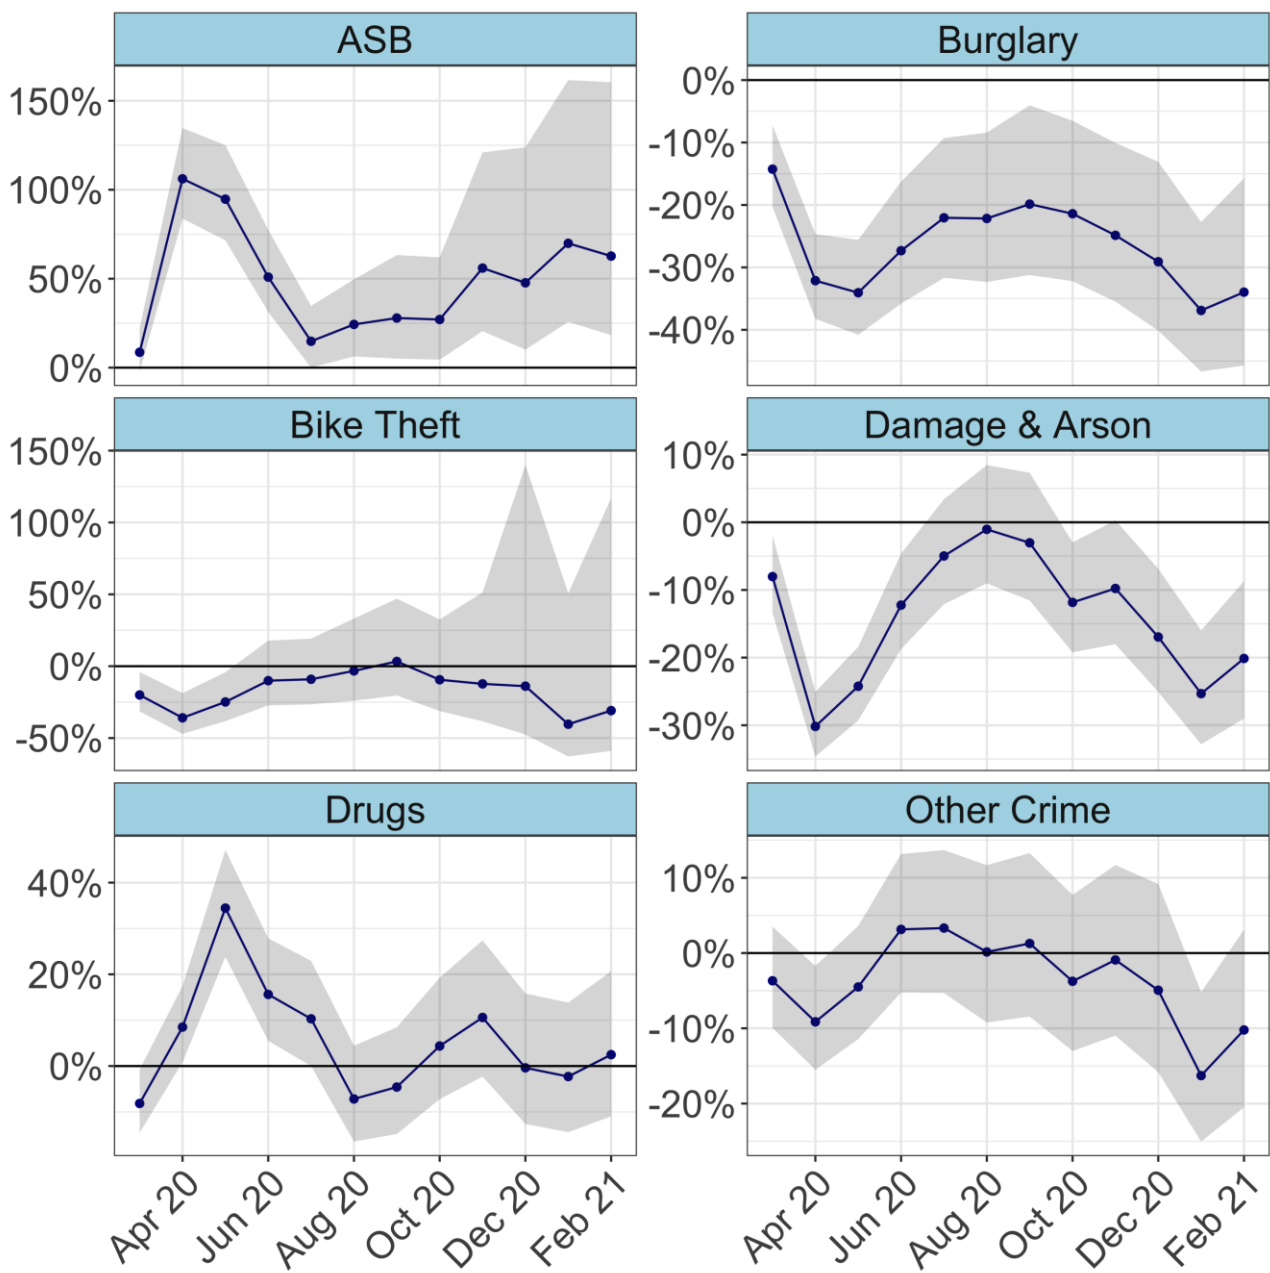 ASB
Burglary
150%
100%
50%
0%
0%
-10%
-20%
-30%
-40%
Bike Theft
Damage & Arson
150%
100%
50%
0%
-50%
10%
0%
-10%
-20%
-30%
Drugs
Other Crime
40%
20%
0%
10%
0%
-10%
-20%
Apr 20
Jun 20
Aug 20
Oct 20
Dec 20
Feb 21
Apr 20
Jun 20
Aug 20
Oct 20
Dec 20
Feb 21